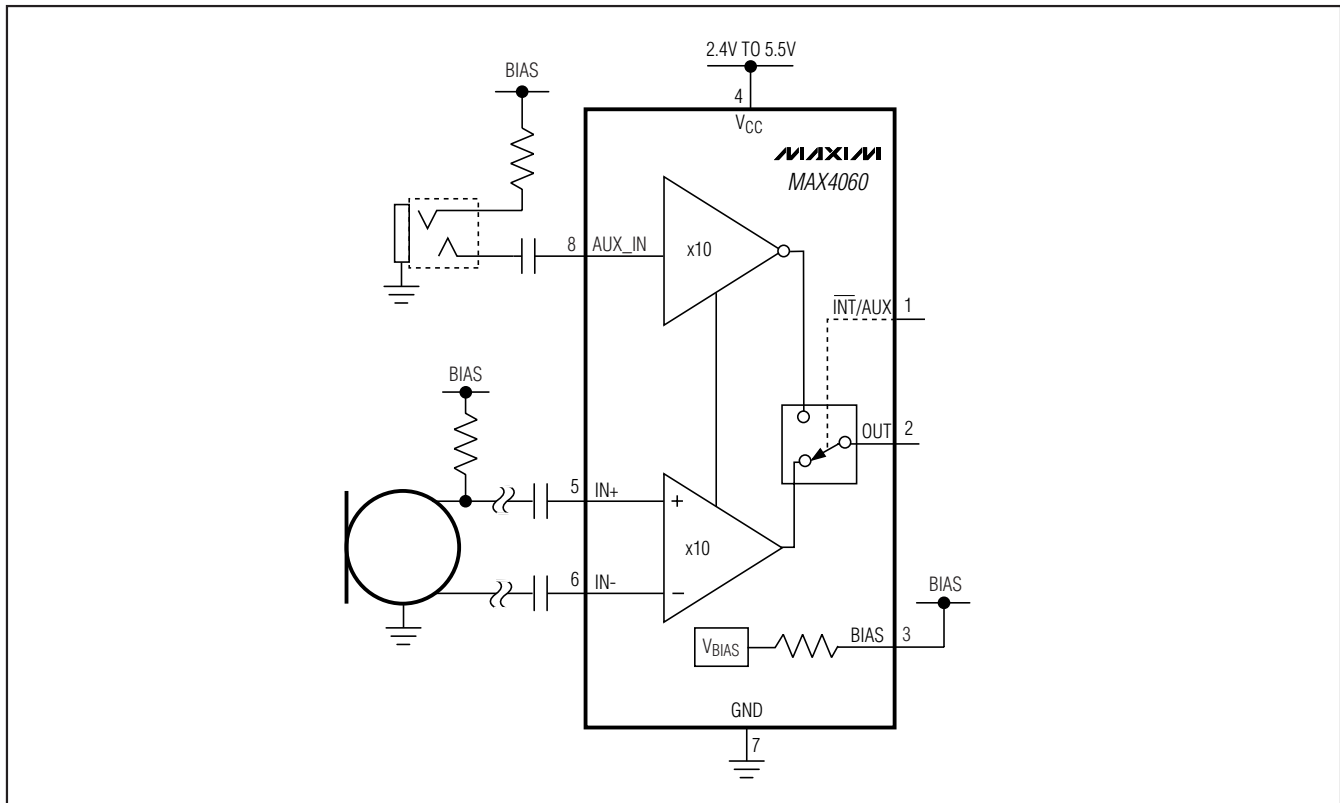 2.4V TO 5.5V
BIAS
4
VCC
MAXIM
MAX4060
8 AUX_IN
x10
INT/AUX 1
BIAS
OUT 2
5 IN+
+
x10
6 IN-
−
BIAS
VBIAS
BIAS 3
GND
7